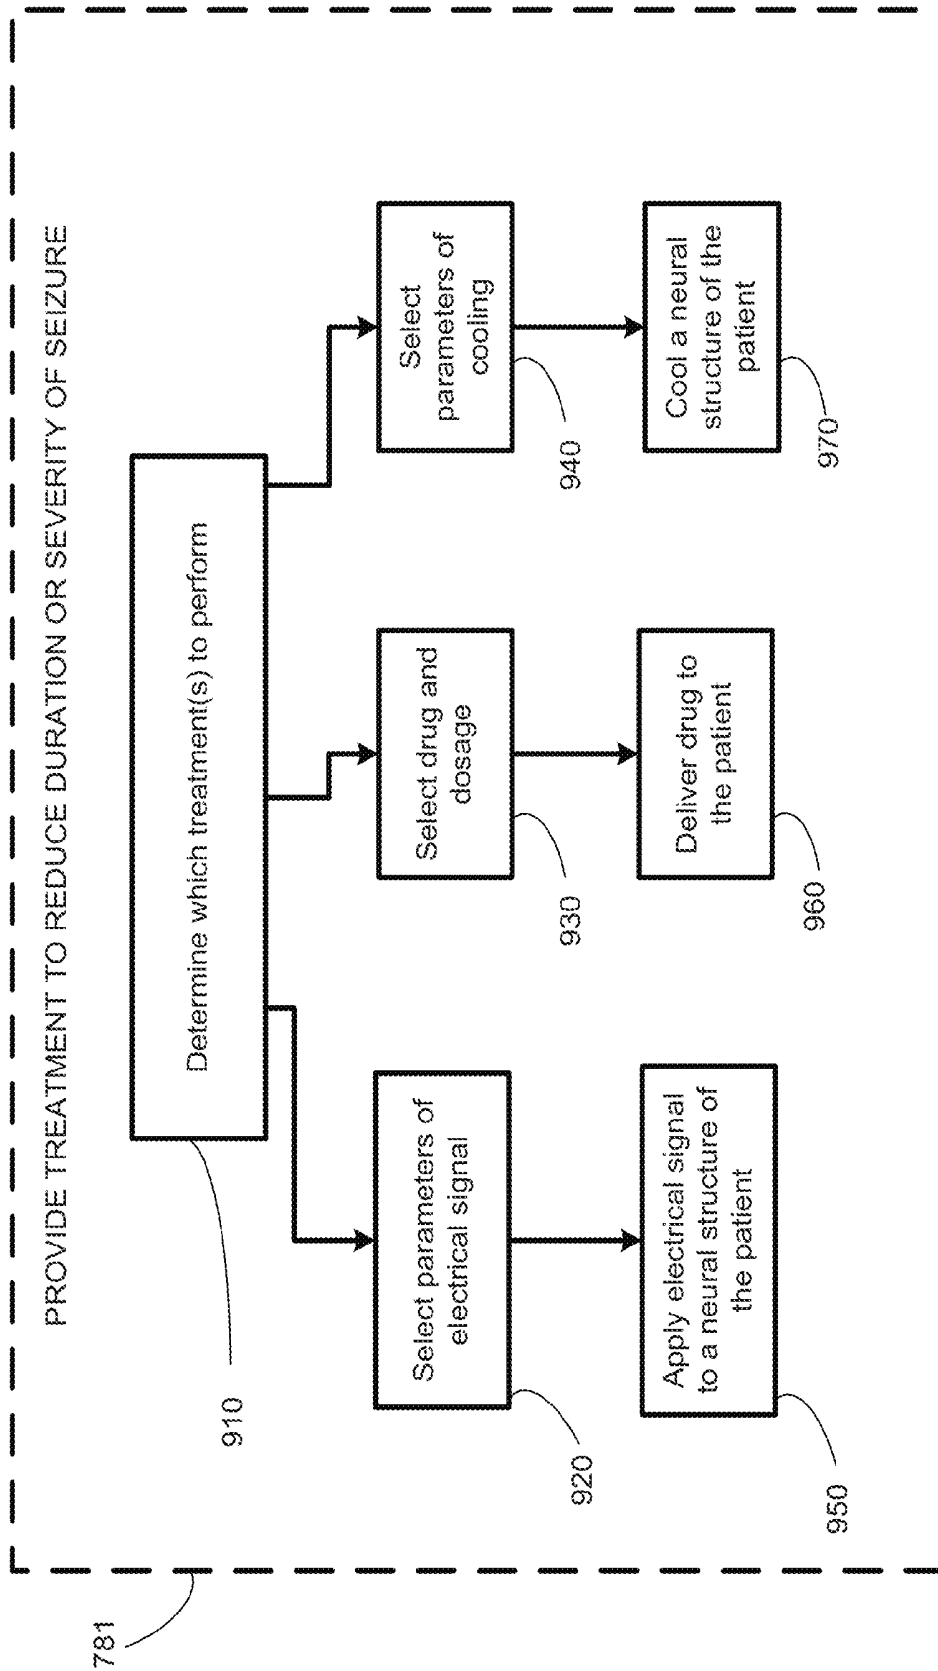 781
PROVIDE TREATMENT TO REDUCE DURATION OR SEVERITY OF SEIZURE
910
Determine which treatment(s) to perform
Select parameters of
electrical signal
920
Select drug and
dosage
930
Select
parameters of
cooling
940
Apply electrical signal
to a neural structure of
the patient
950
Deliver drug to
the patient
960
Cool a neural
structure of the
patient
970